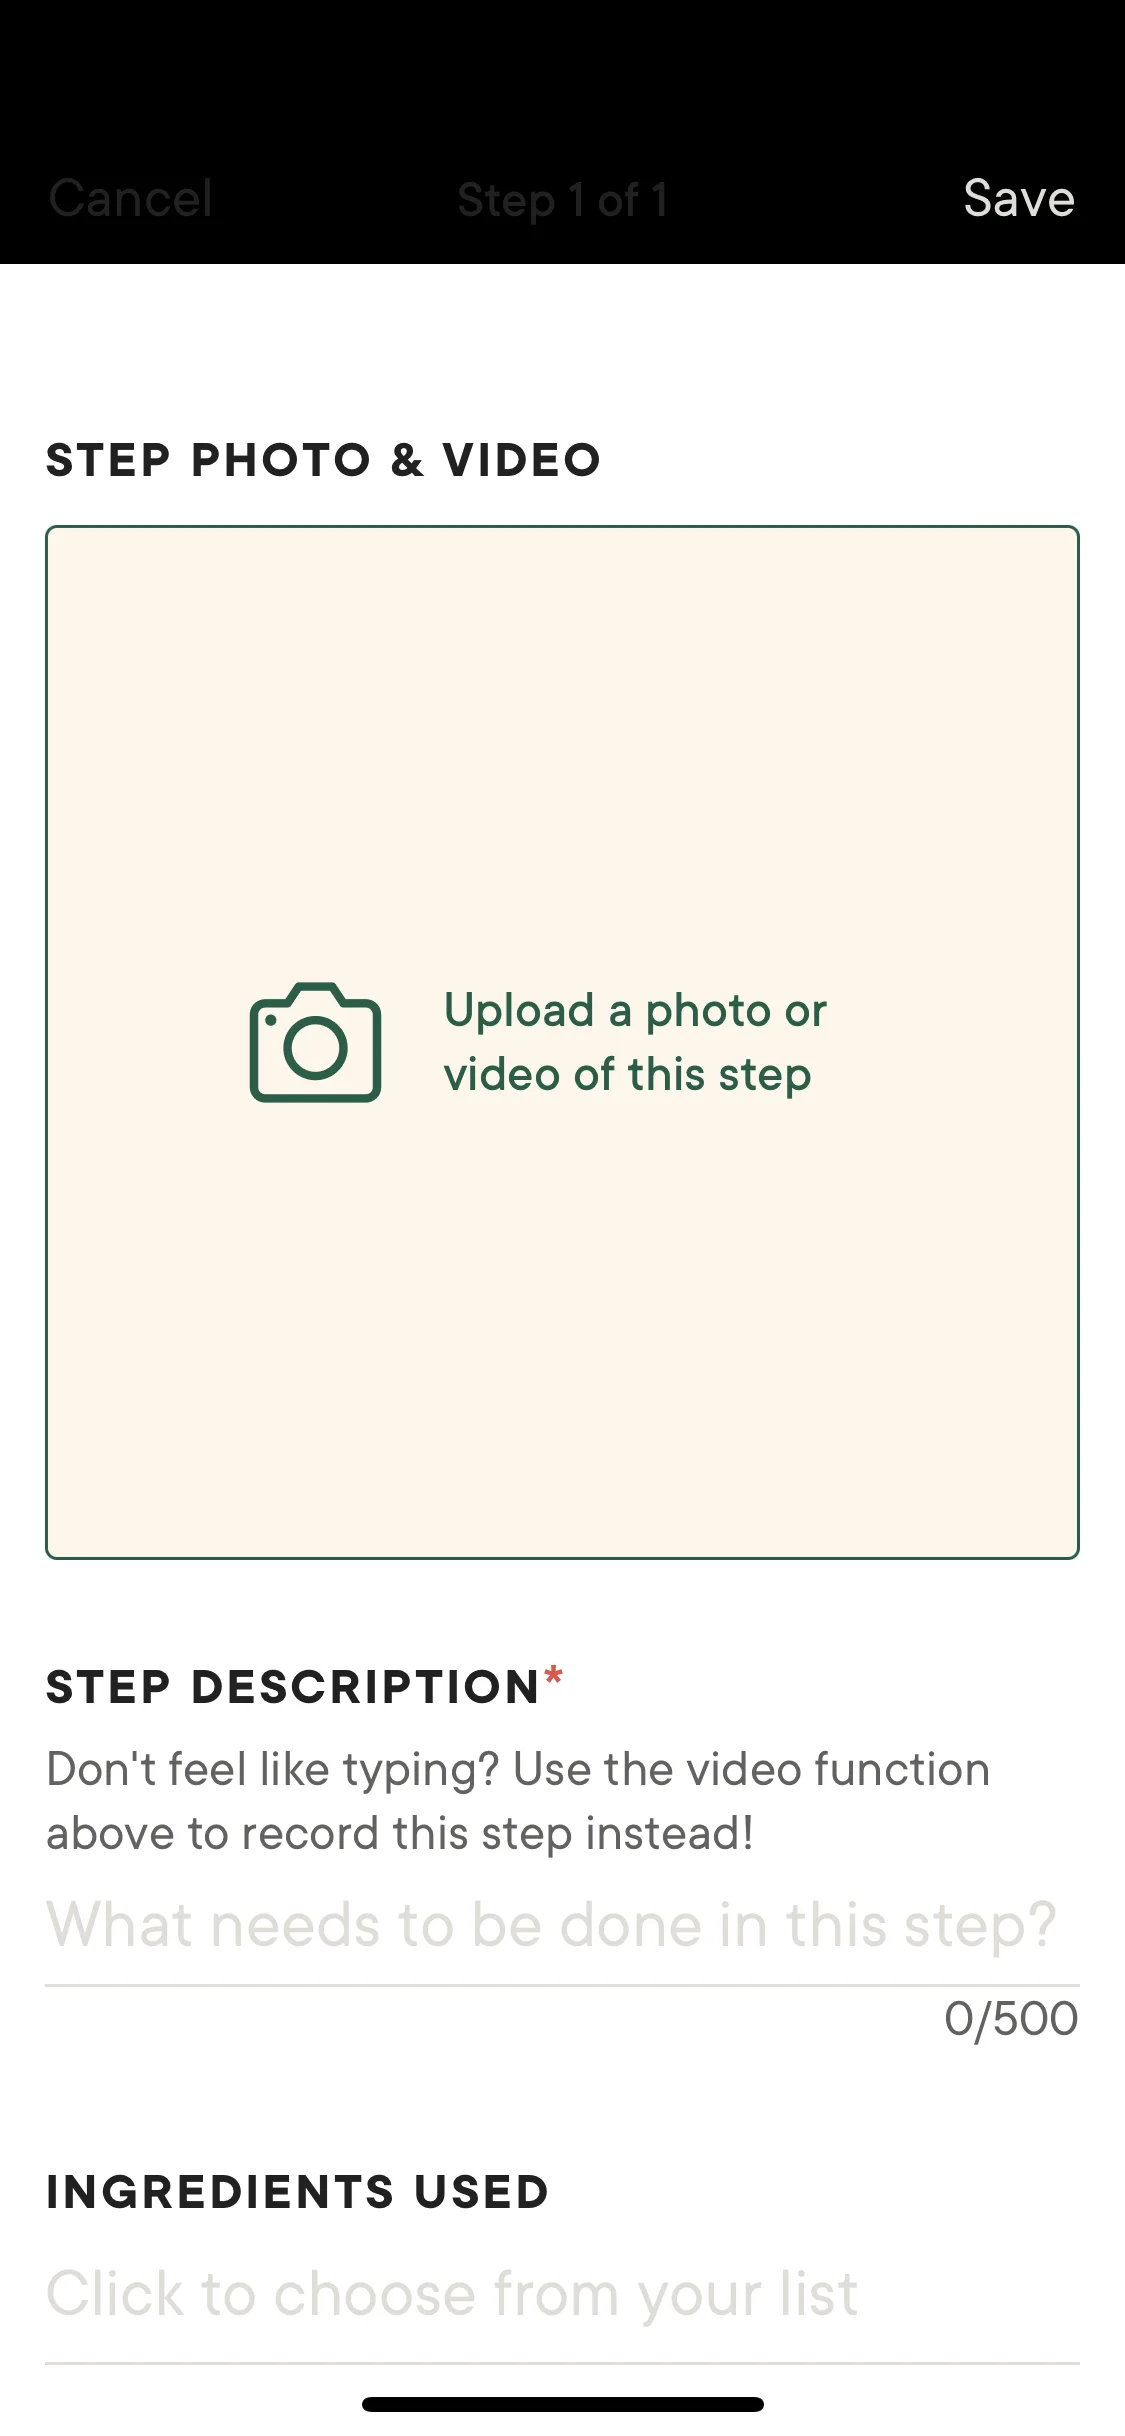 Cancel
Step 1 of 1
Save
STEP PHOTO & VIDEO
Upload a photo or
video of this step
STEP DESCRIPTION*
Don't feel like typing? Use the video function
above to record this step instead!
What needs to be done in this step?
0/500
INGREDIENTS USED
Click to choose from your list